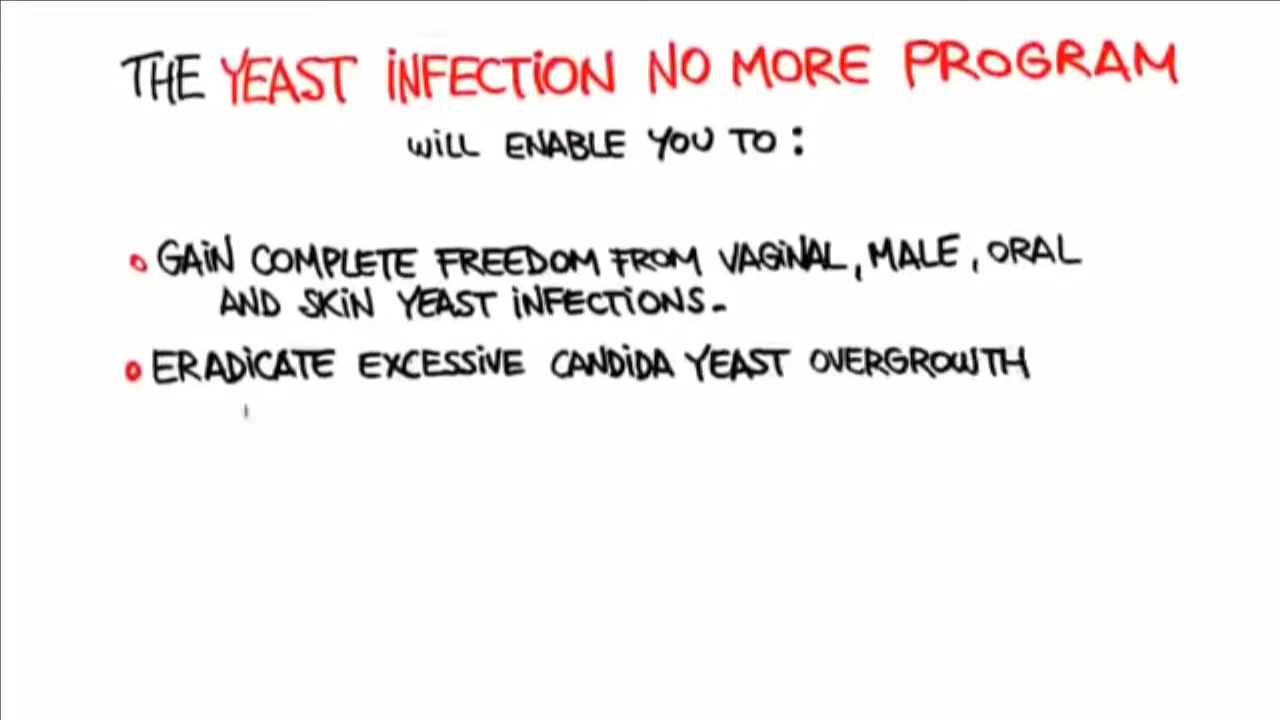 THE YEAST INFECTION NO MORE PROGRAM
WILL ENABLE YOU TO:
GAIN COMPLETE FREEDOM FROM VAGINAL, MALE, ORAL
AND SKIN YEAST INFECTIONS.
ERADICATE EXCESSIVE CANDIDA YEAST OVERGROWTH